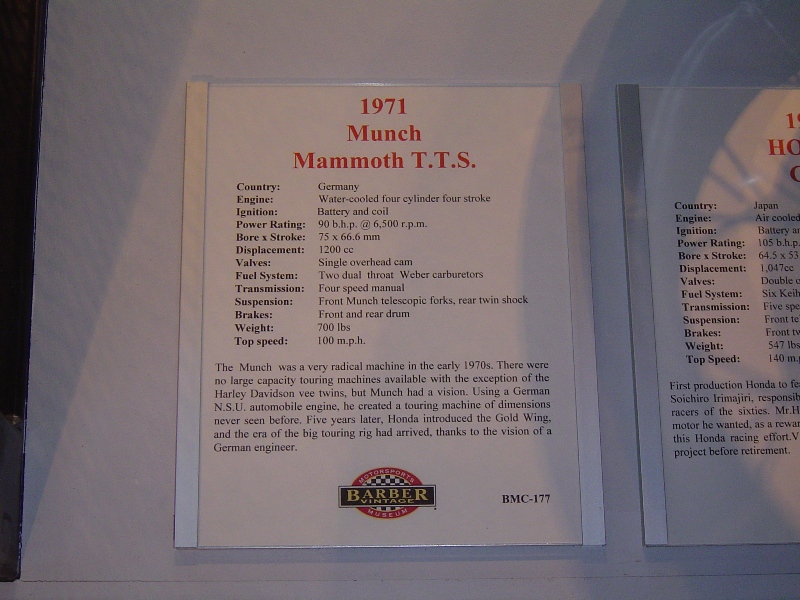 1971
Munch
Mammoth T.T.S.
Country: Germany
Engine: Water-cooled four cylinder four stroke
Ignition: Battery and coil
Power Rating: 90 b.h.p. @ 6,500 r.p.m.
Bore x Stroke: 75 x 66.6 mm
Displacement: 1200 cc
Valves: Single overhead cam
Fuel System: Two dual throat Weber carburetors
Transmission: Four speed manual
Suspension: Front Munch telescopic forks, rear twin shock
Brakes: Front and rear drum
Weight: 700 lbs
Top speed: 100 m.p.h.
The Munch was a very radical machine in the early 1970s. There were
no large capacity touring machines available with the exception of the
Harley Davidson vee twins, but Munch had a vision. Using a German
N.S.U. automobile engine, he created a touring machine of dimensions
never seen before. Five years later, Honda introduced the Gold Wing,
and the era of the big touring rig had arrived, thanks to the vision of a
German engineer.
MOTORSPORTS
BARBER
VINTAGE
MUSEUM
BMC-177
19
HO
C
Country: Japan
Engine: Air cooled
Ignition: Battery a
Power Rating: 105 b.h.p.
Bore x Stroke: 64.5 x 53
Displacement: 1,047cc
Valves: Double o
Fuel System: Six Keih
Transmission: Five spe
Suspension: Front te
Brakes: Front tw
Weight: 547 lbs
Top Speed: 140 m.
First production Honda to fe
Soichiro Irimajiri, responsib
racers of the sixties. Mr.H
motor he wanted, as a rewar
this Honda racing effort.V
project before retirement.